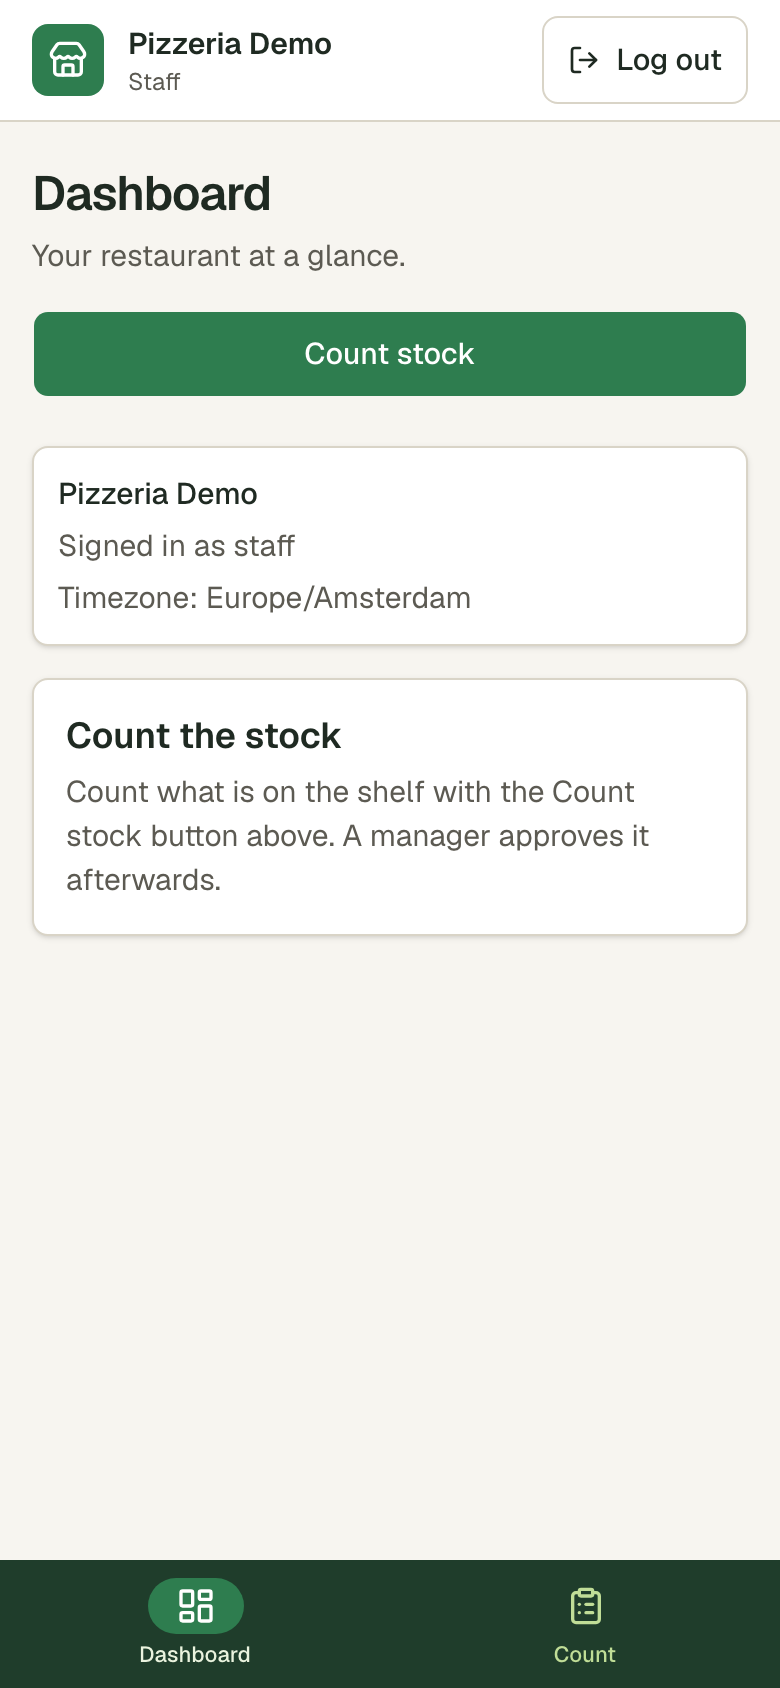 Pizzeria Demo
Staff
Log out
Dashboard
Your restaurant at a glance.
Count stock
Pizzeria Demo
Signed in as staff
Timezone: Europe/Amsterdam
Count the stock
Count what is on the shelf with the Count
stock button above. A manager approves it
afterwards.
Dashboard
Count